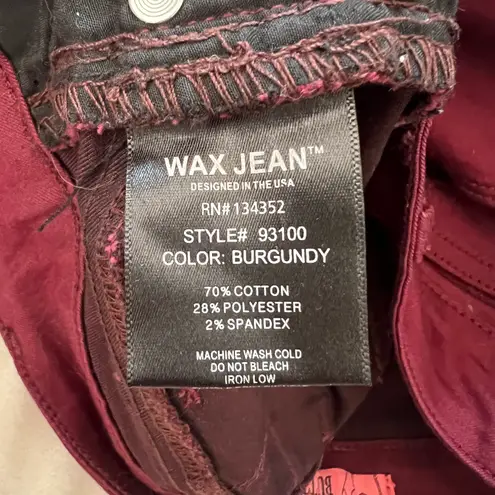 WAX JEAN™
DESIGNED IN THE USA
RN# 134352
STYLE# 93100
COLOR: BURGUNDY
70% COTTON
28% POLYESTER
2% SPANDEX
MACHINE WASH COLD
DO NOT BLEACH
IRON LOW